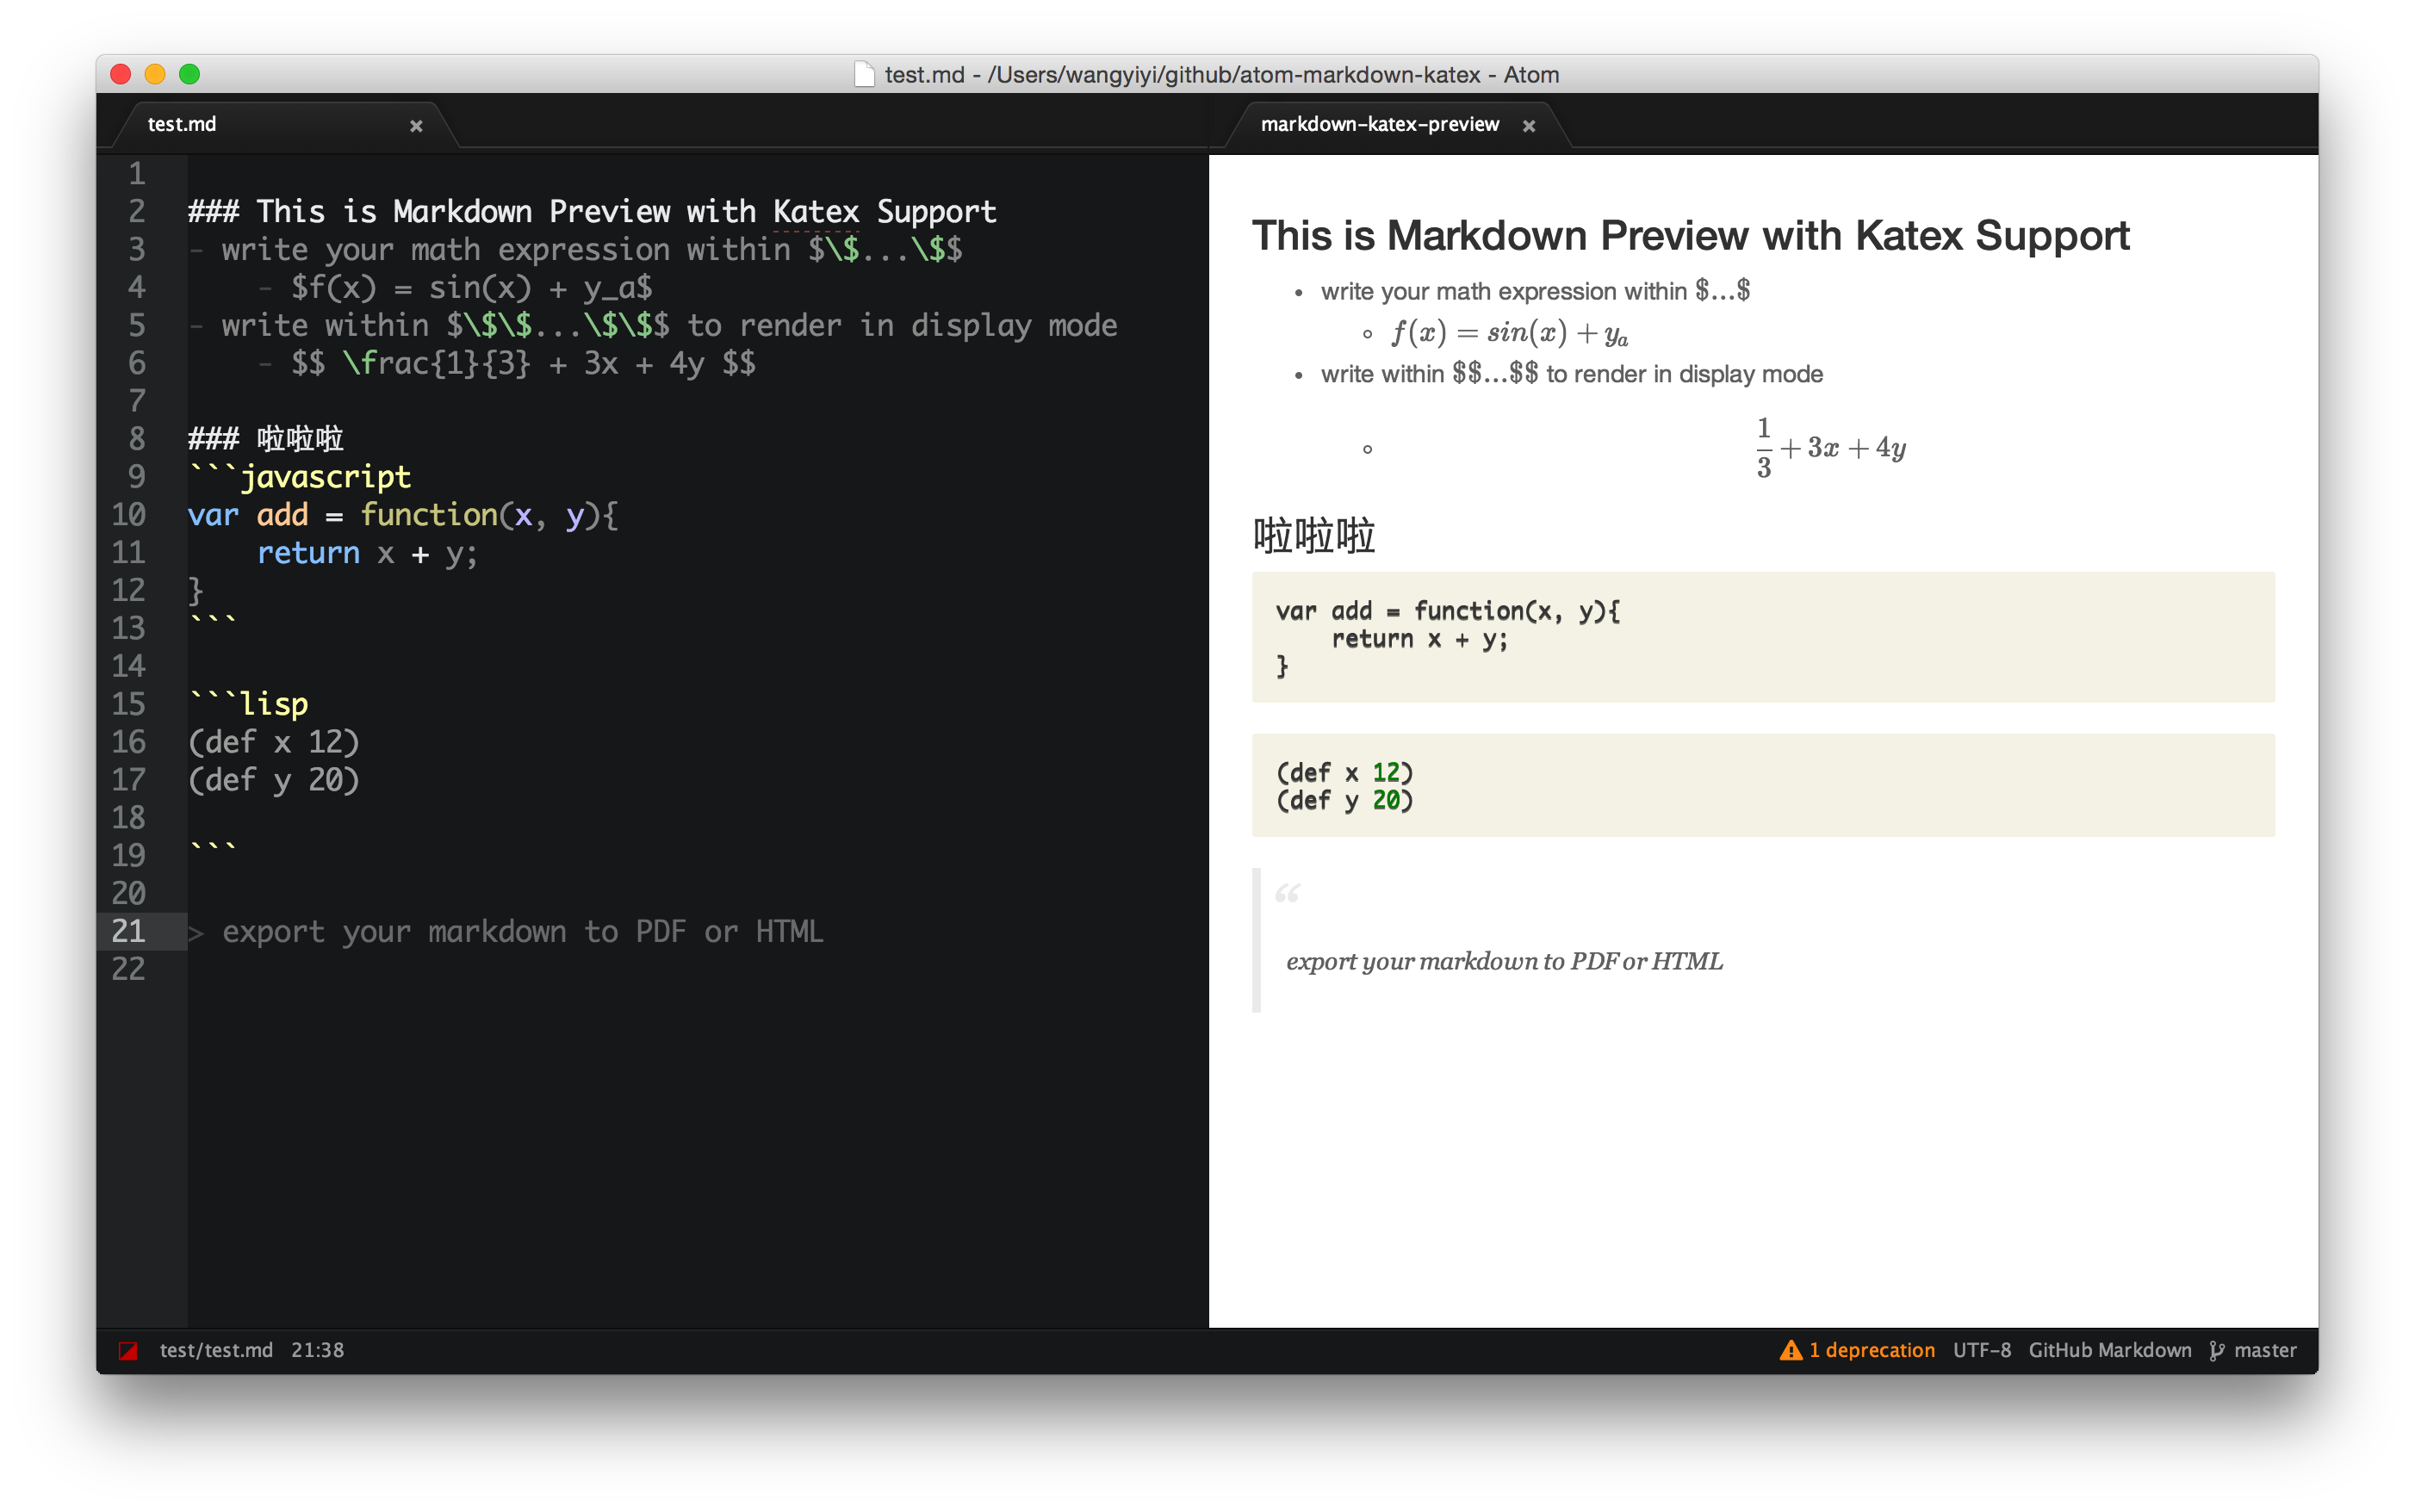 test.md - /Users/wangyiyi/github/atom-markdown-katex - Atom
test.md
markdown-katex-preview
1
2 ### This is Markdown Preview with Katex Support
3 - write your math expression within $\$...\$$
4     - $f(x) = sin(x) + y_a$
5 - write within $\$\$...\$\$$ to render in display mode
6     - $$ \frac{1}{3} + 3x + 4y $$
7
8 ### 啦啦啦
9 ```javascript
10 var add = function(x, y){
11     return x + y;
12 }
13 ```
14
15 ```lisp
16 (def x 12)
17 (def y 20)
18
19 ```
20
21 > export your markdown to PDF or HTML
22
This is Markdown Preview with Katex Support
• write your math expression within $...$
◦ f(x) = sin(x) + yₐ
• write within $$...$$ to render in display mode
◦ 1/3 + 3x + 4y
啦啦啦
var add = function(x, y){
    return x + y;
}
(def x 12)
(def y 20)
“
export your markdown to PDF or HTML
test/test.md 21:38
1 deprecation UTF-8 GitHub Markdown master